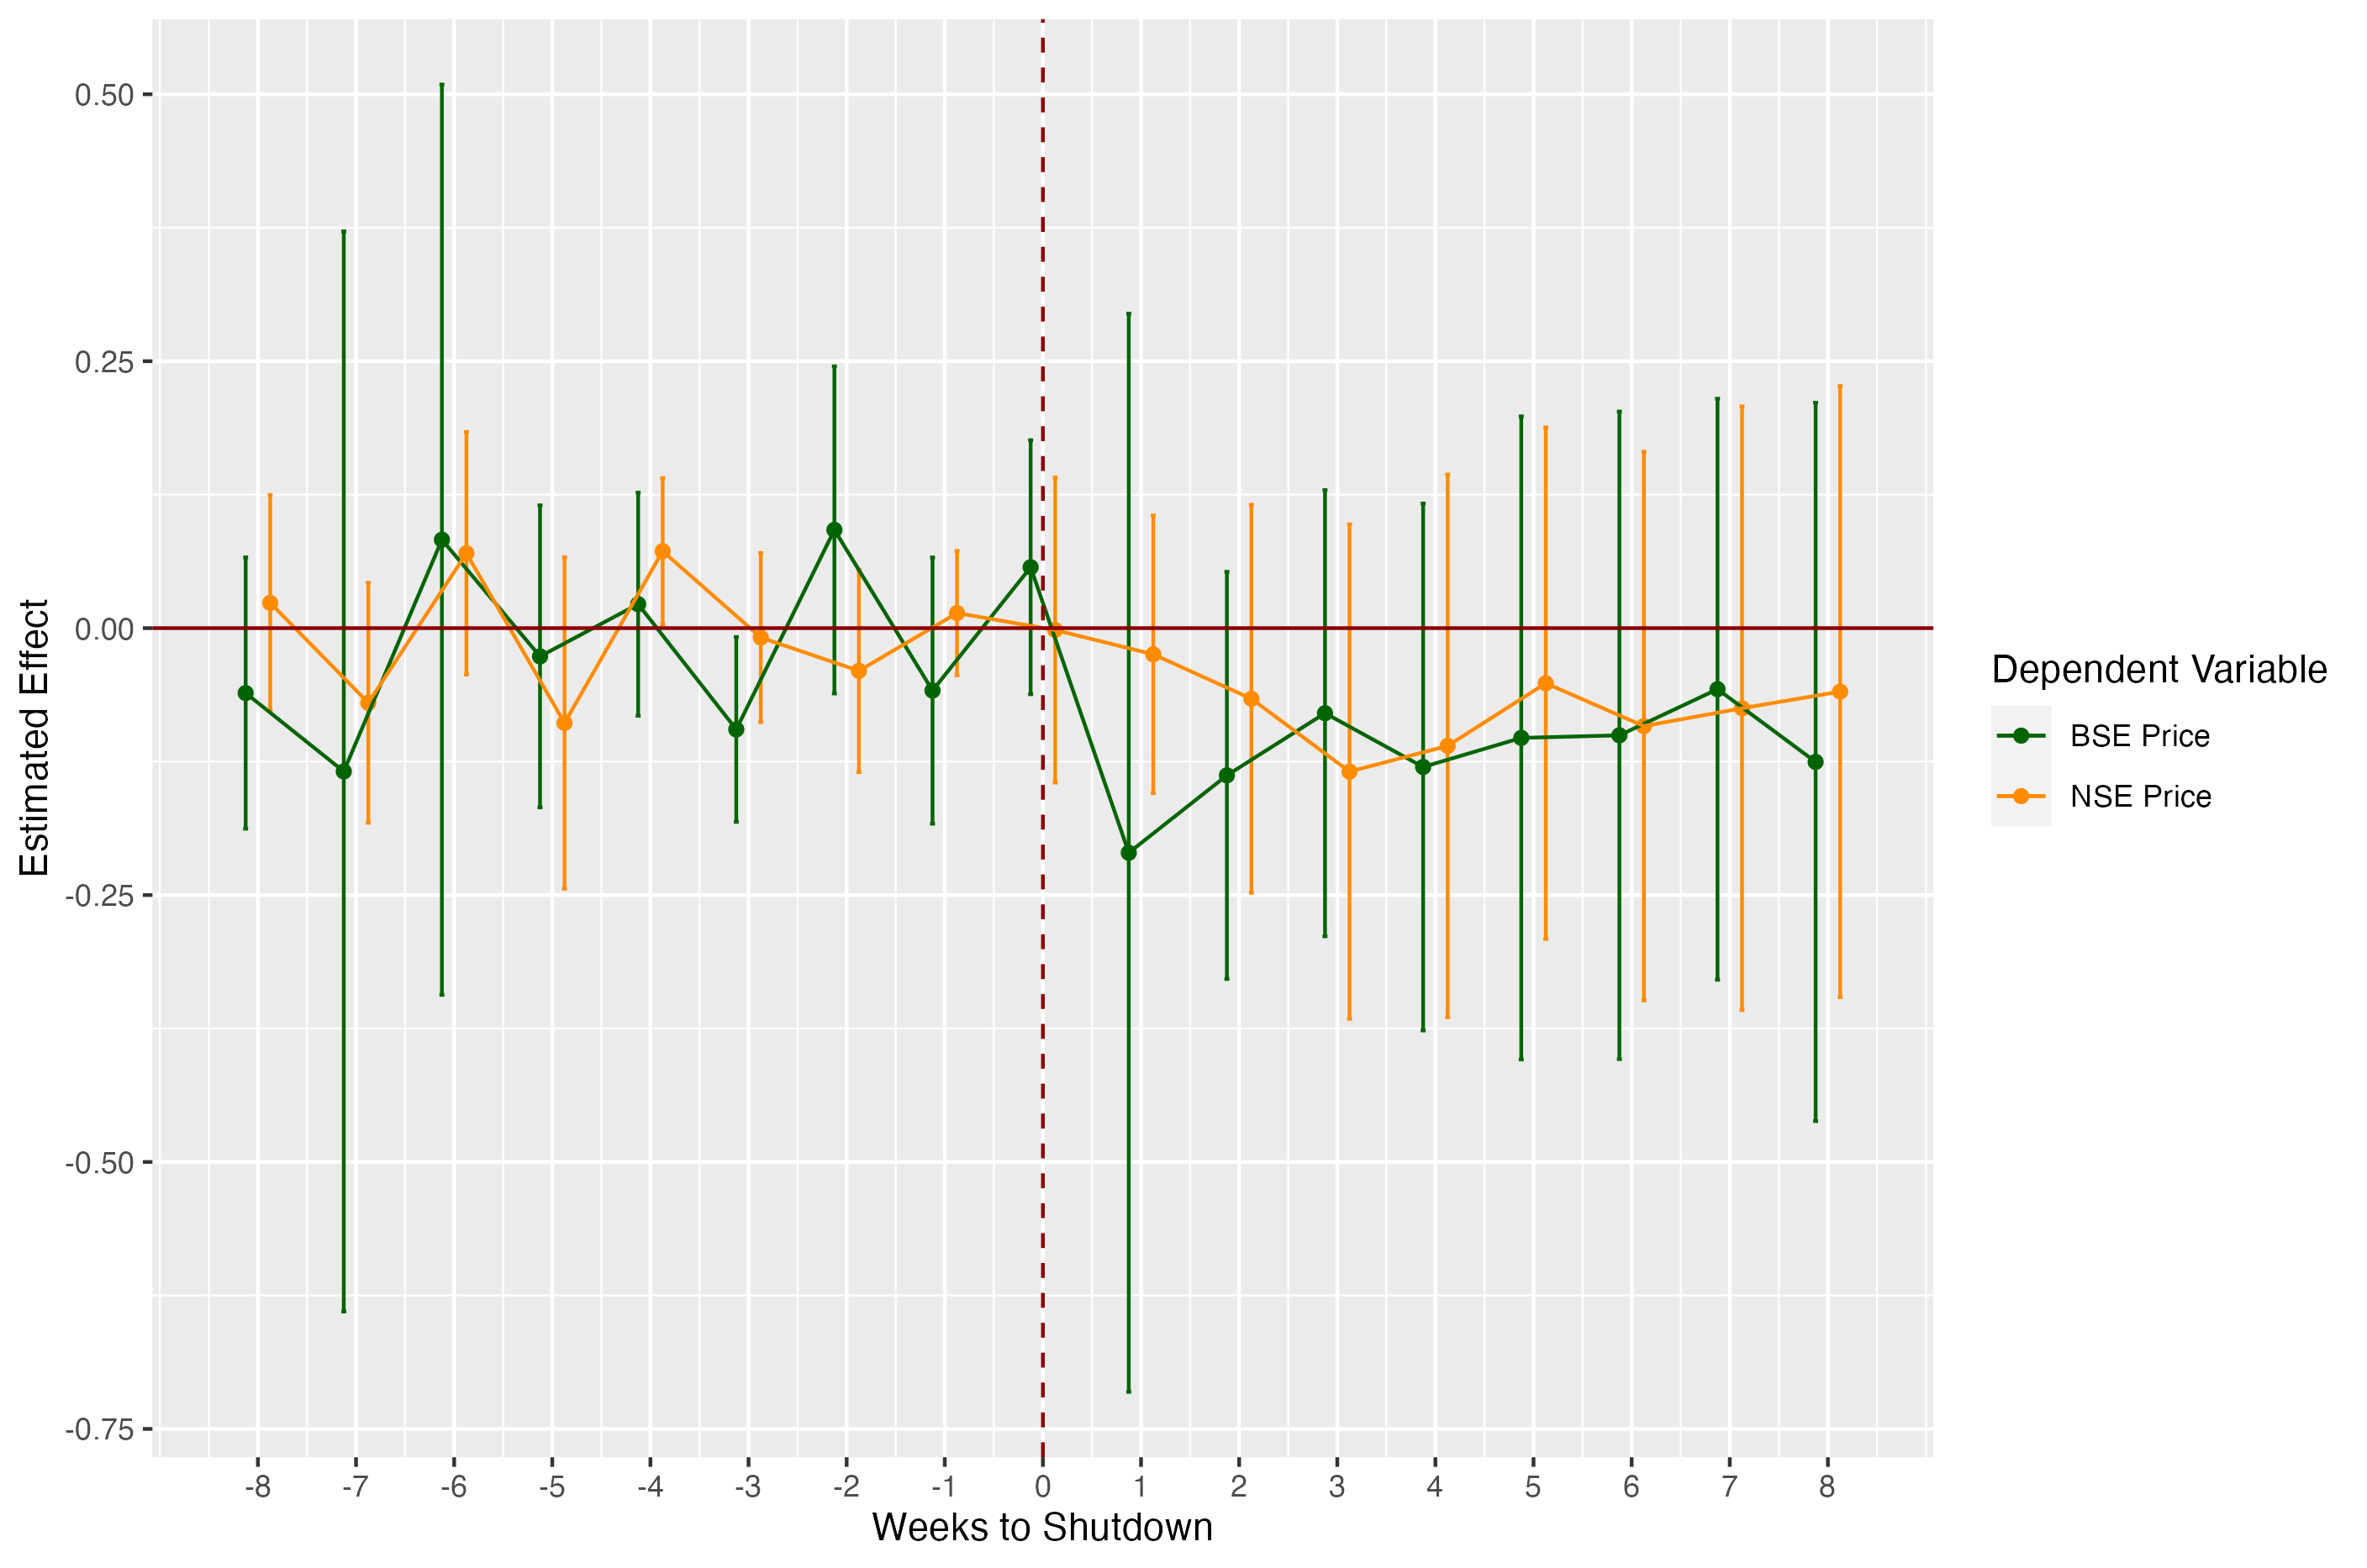 0.50
0.25
0.00
-0.25
-0.50
-0.75
Estimated Effect
-8 -7 -6 -5 -4 -3 -2 -1 0 1 2 3 4 5 6 7 8
Weeks to Shutdown
Dependent Variable
BSE Price
NSE Price